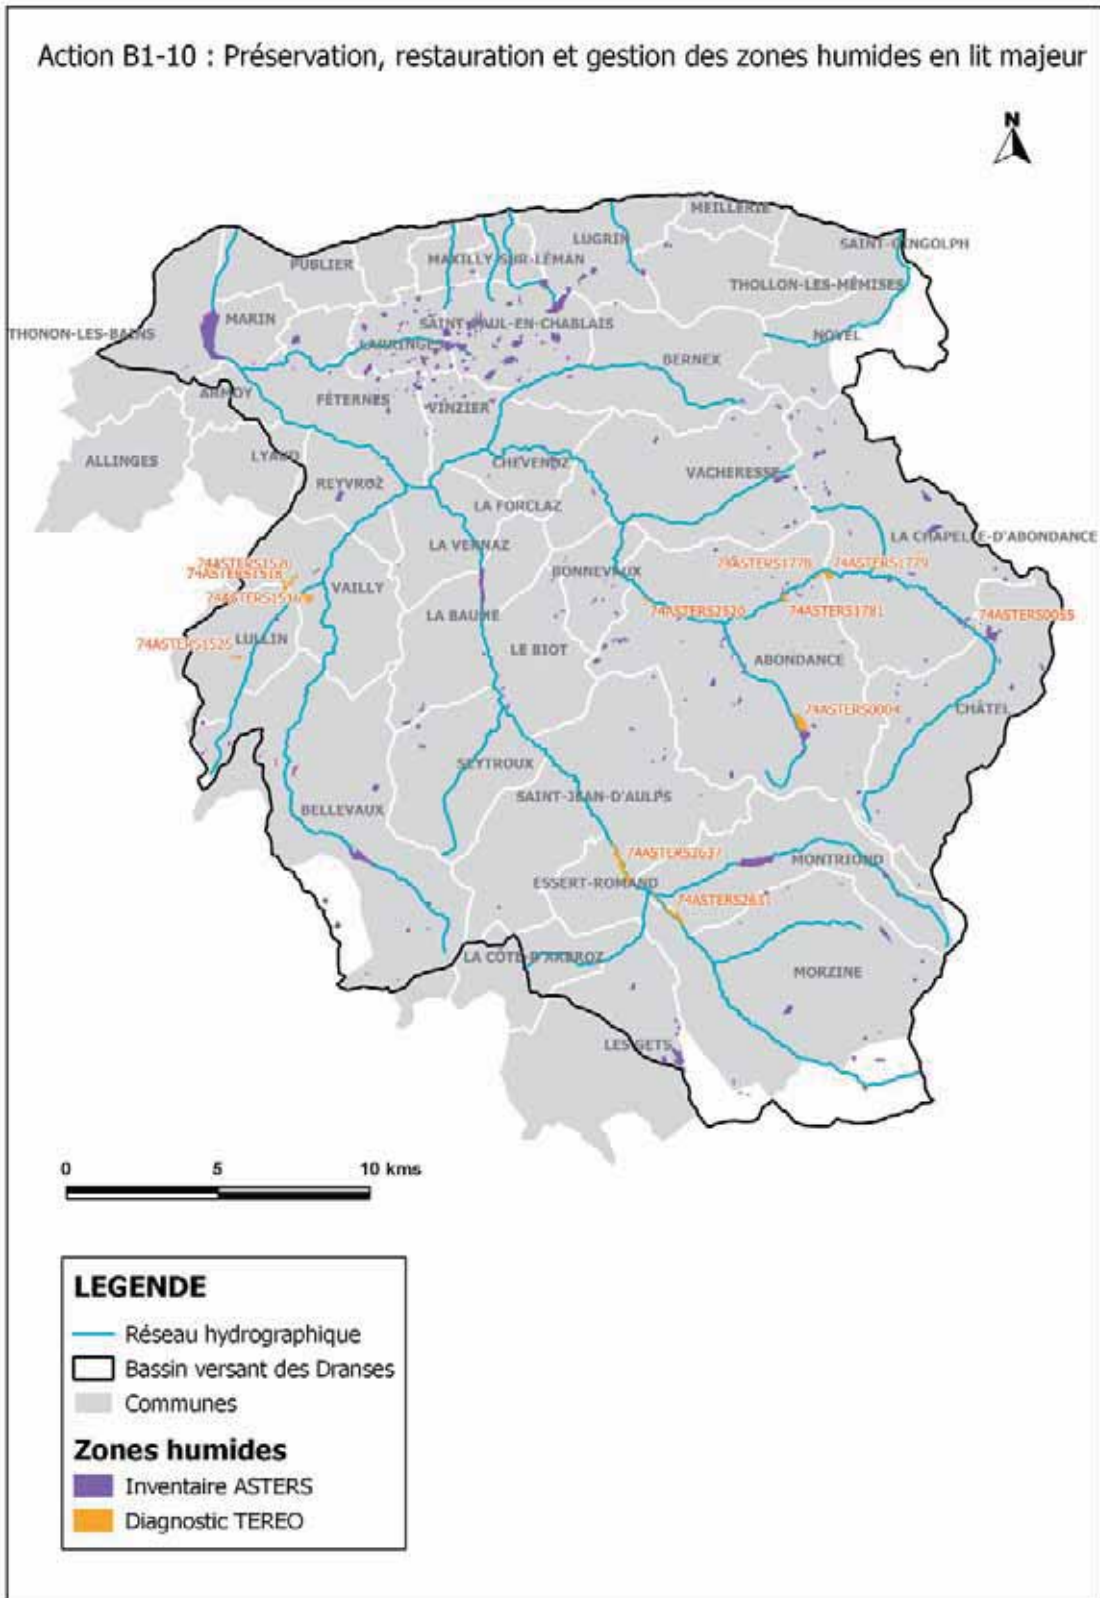 Action B1-10 : Préservation, restauration et gestion des zones humides en lit majeur
N
MEILLERIE
LUGRIN
SAINT-GINGOLPH
PUBLIER
MAXILLY-SUR-LÉMAN
THOLLON-LES-MÉMISES
MARIN
SAINT-PAUL-EN-CHABLAIS
THONON-LES-BAINS
LARRINGES
NOVEL
BERNEX
ARMOY
FÉTERNES
VINZIER
LYAUD
ALLINGES
CHEVENOZ
VACHERESSE
REYVROZ
LA FORCLAZ
LA CHAPELLE-D'ABONDANCE
LA VERNAZ
BONNEVAUX
74ASTERS1778
74ASTERS1779
74ASTERS1518
VAILLY
74ASTERS1516
LA BAUME
74ASTERS2520
74ASTERS1781
74ASTERS0055
LULLIN
74ASTERS1525
LE BIOT
ABONDANCE
74ASTERS0004
CHÂTEL
SEYTROUX
SAINT-JEAN-D'AULPS
BELLEVAUX
74ASTERS2637
MONTRIOND
ESSERT-ROMAND
74ASTERS2631
LA CÔTE-D'ARBROZ
MORZINE
LES GETS
0 5 10 kms
LEGENDE
Réseau hydrographique
Bassin versant des Dranses
Communes
Zones humides
Inventaire ASTERS
Diagnostic TEREO